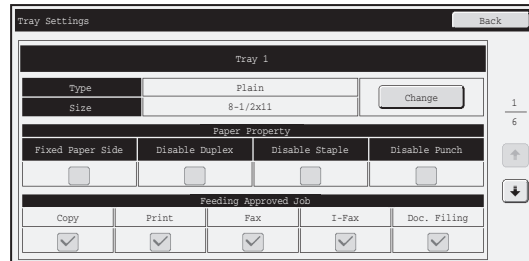 Tray Settings Back
Tray 1
Type Plain Change
Size 8-1/2x11
1
6
Paper Property
Fixed Paper Side Disable Duplex Disable Staple Disable Punch
Feeding Approved Job
Copy Print Fax I-Fax Doc. Filing